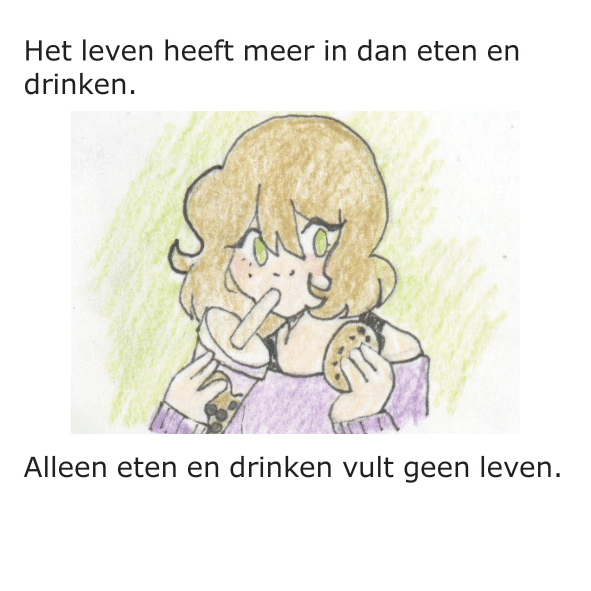 Het leven heeft meer in dan eten en
drinken.
Alleen eten en drinken vult geen leven.